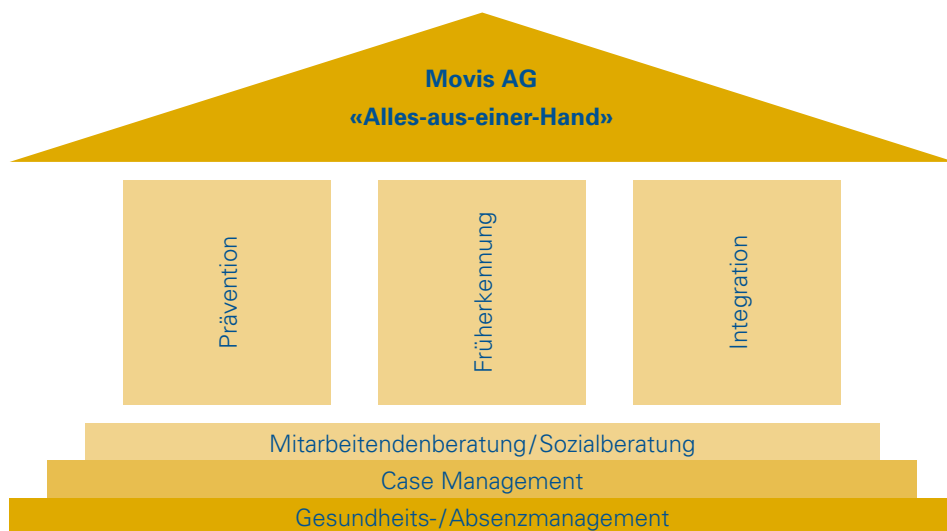 Movis AG
«Alles-aus-einer-Hand»
Prävention
Früherkennung
Integration
Mitarbeitendenberatung/Sozialberatung
Case Management
Gesundheits-/Absenzmanagement